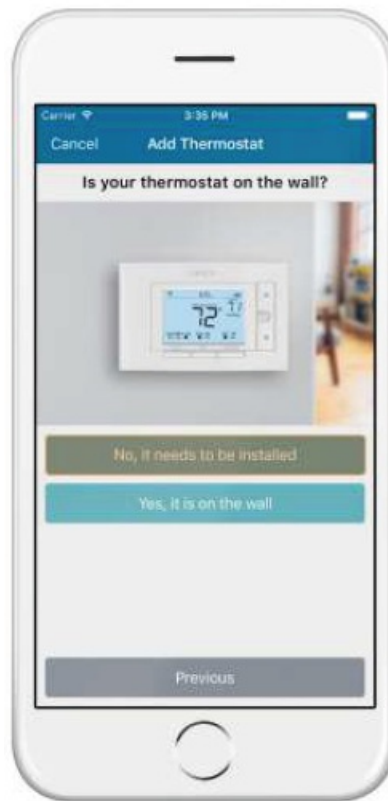 Carrier 3:35 PM
Cancel Add Thermostat
Is your thermostat on the wall?
72
No, it needs to be installed
Yes, it is on the wall
Previous